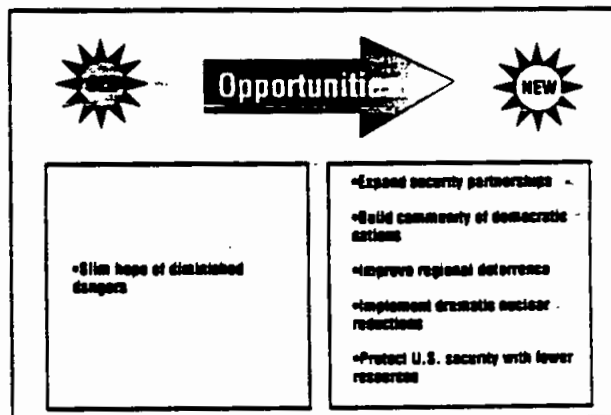 Opportunitie
NEW
•Slim hope of diminished
dangers
•Expand security partnerships
•Build community of democratic
nations
•Improve regional deterrence
•Implement dramatic nuclear
reductions
•Protect U.S. security with fewer
resources